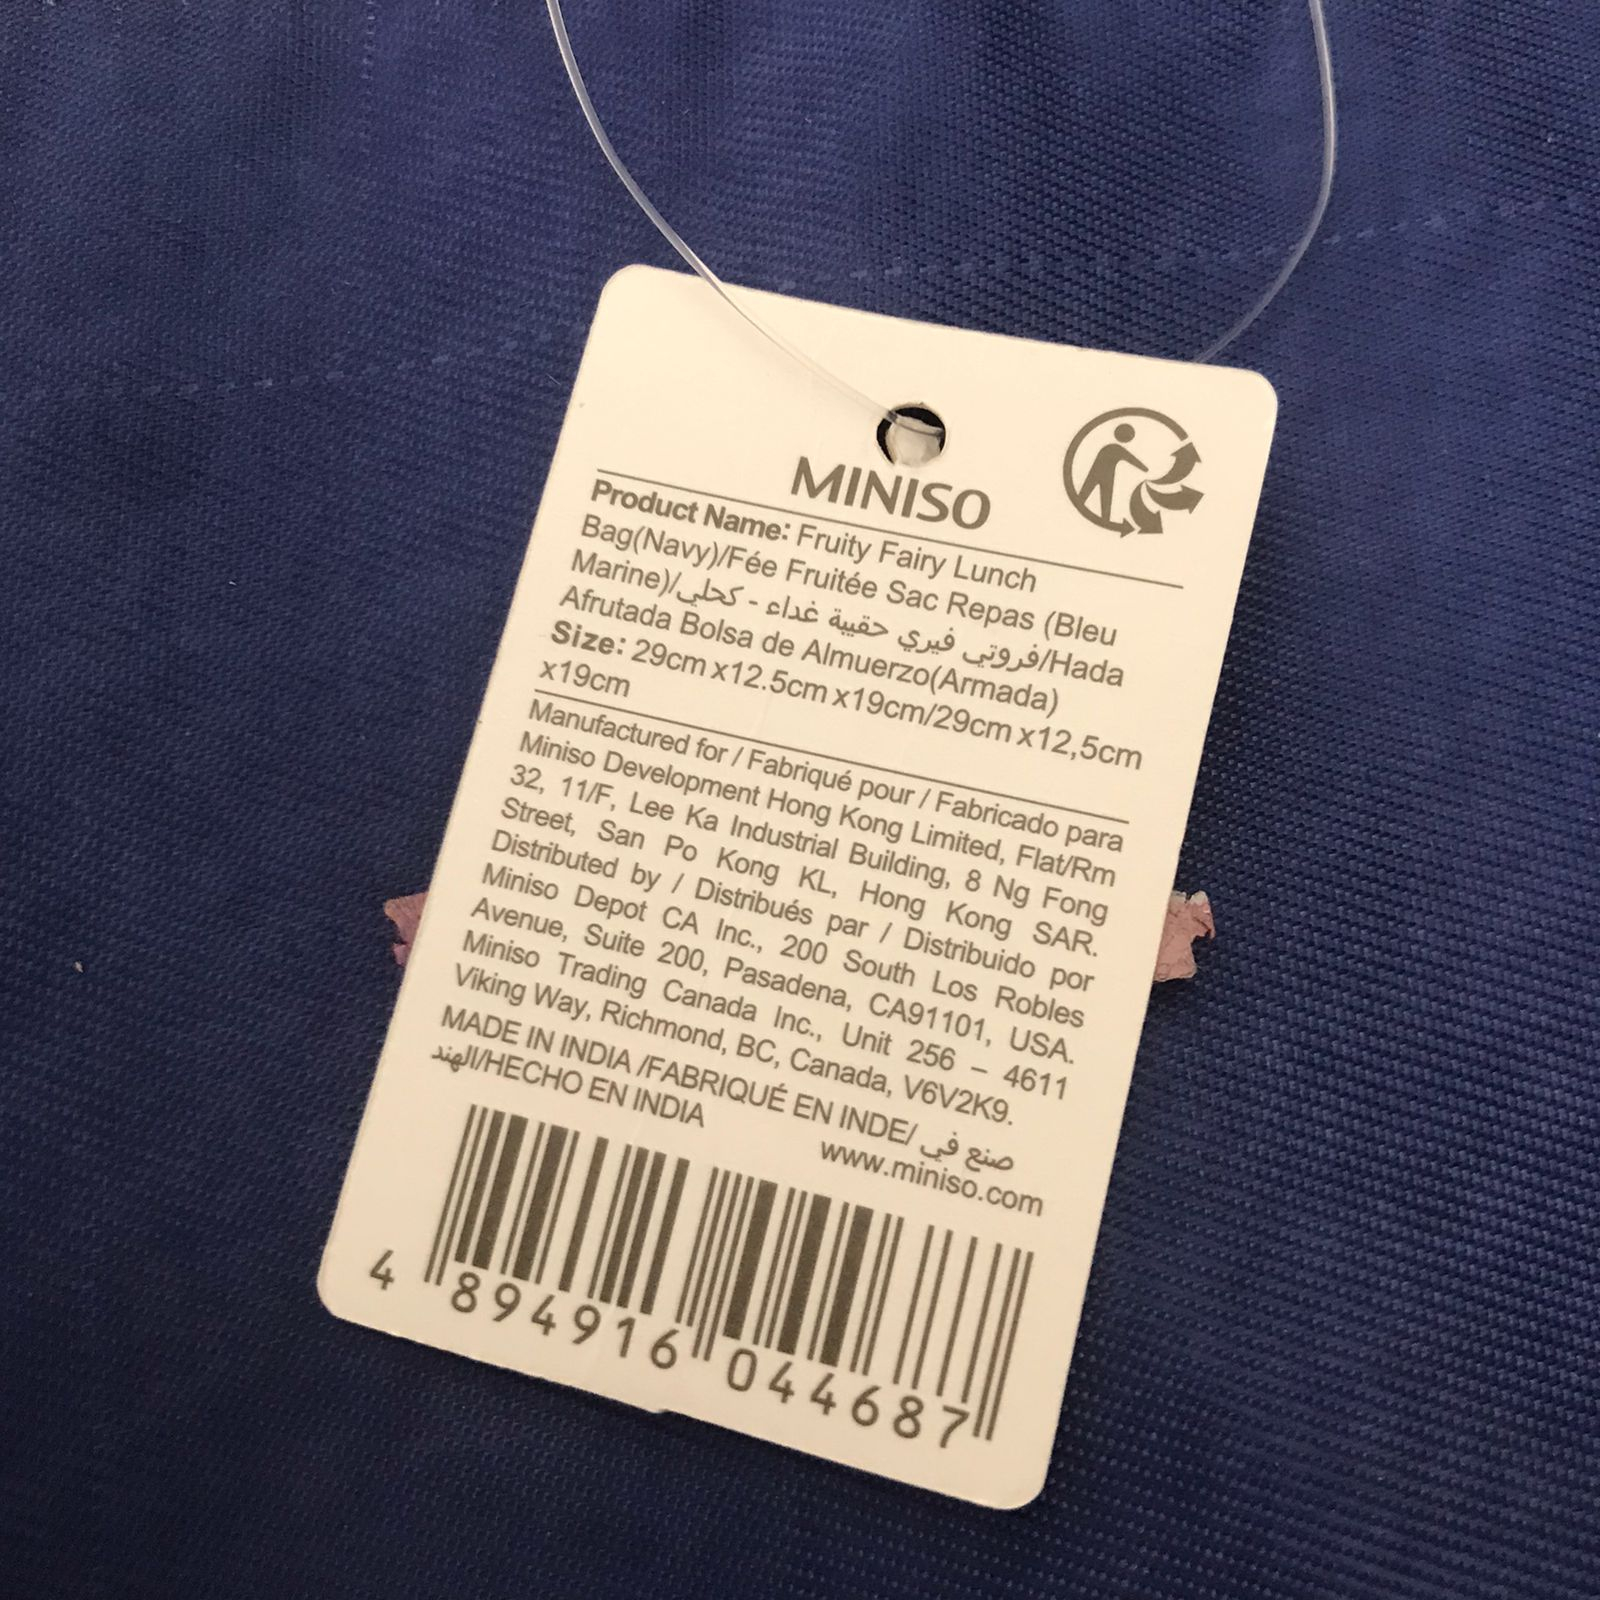 MINISO
Product Name: Fruity Fairy Lunch
Bag(Navy)/Fée Fruitée Sac Repas (Bleu
Marine)/فروتي فيري حقيبة غداء - كحلي/Hada
Afrutada Bolsa de Almuerzo(Armada)
Size: 29cm x12.5cm x19cm/29cm x12,5cm
x19cm
Manufactured for / Fabriqué pour / Fabricado para
Miniso Development Hong Kong Limited, Flat/Rm
32, 11/F, Lee Ka Industrial Building, 8 Ng Fong
Street, San Po Kong KL, Hong Kong SAR.
Distributed by / Distribués par / Distribuido por
Miniso Depot CA Inc., 200 South Los Robles
Avenue, Suite 200, Pasadena, CA91101, USA.
Miniso Trading Canada Inc., Unit 256 – 4611
Viking Way, Richmond, BC, Canada, V6V2K9.
MADE IN INDIA /FABRIQUÉ EN INDE/ صنع في
الهند/HECHO EN INDIA
www.miniso.com
4 894916 044687